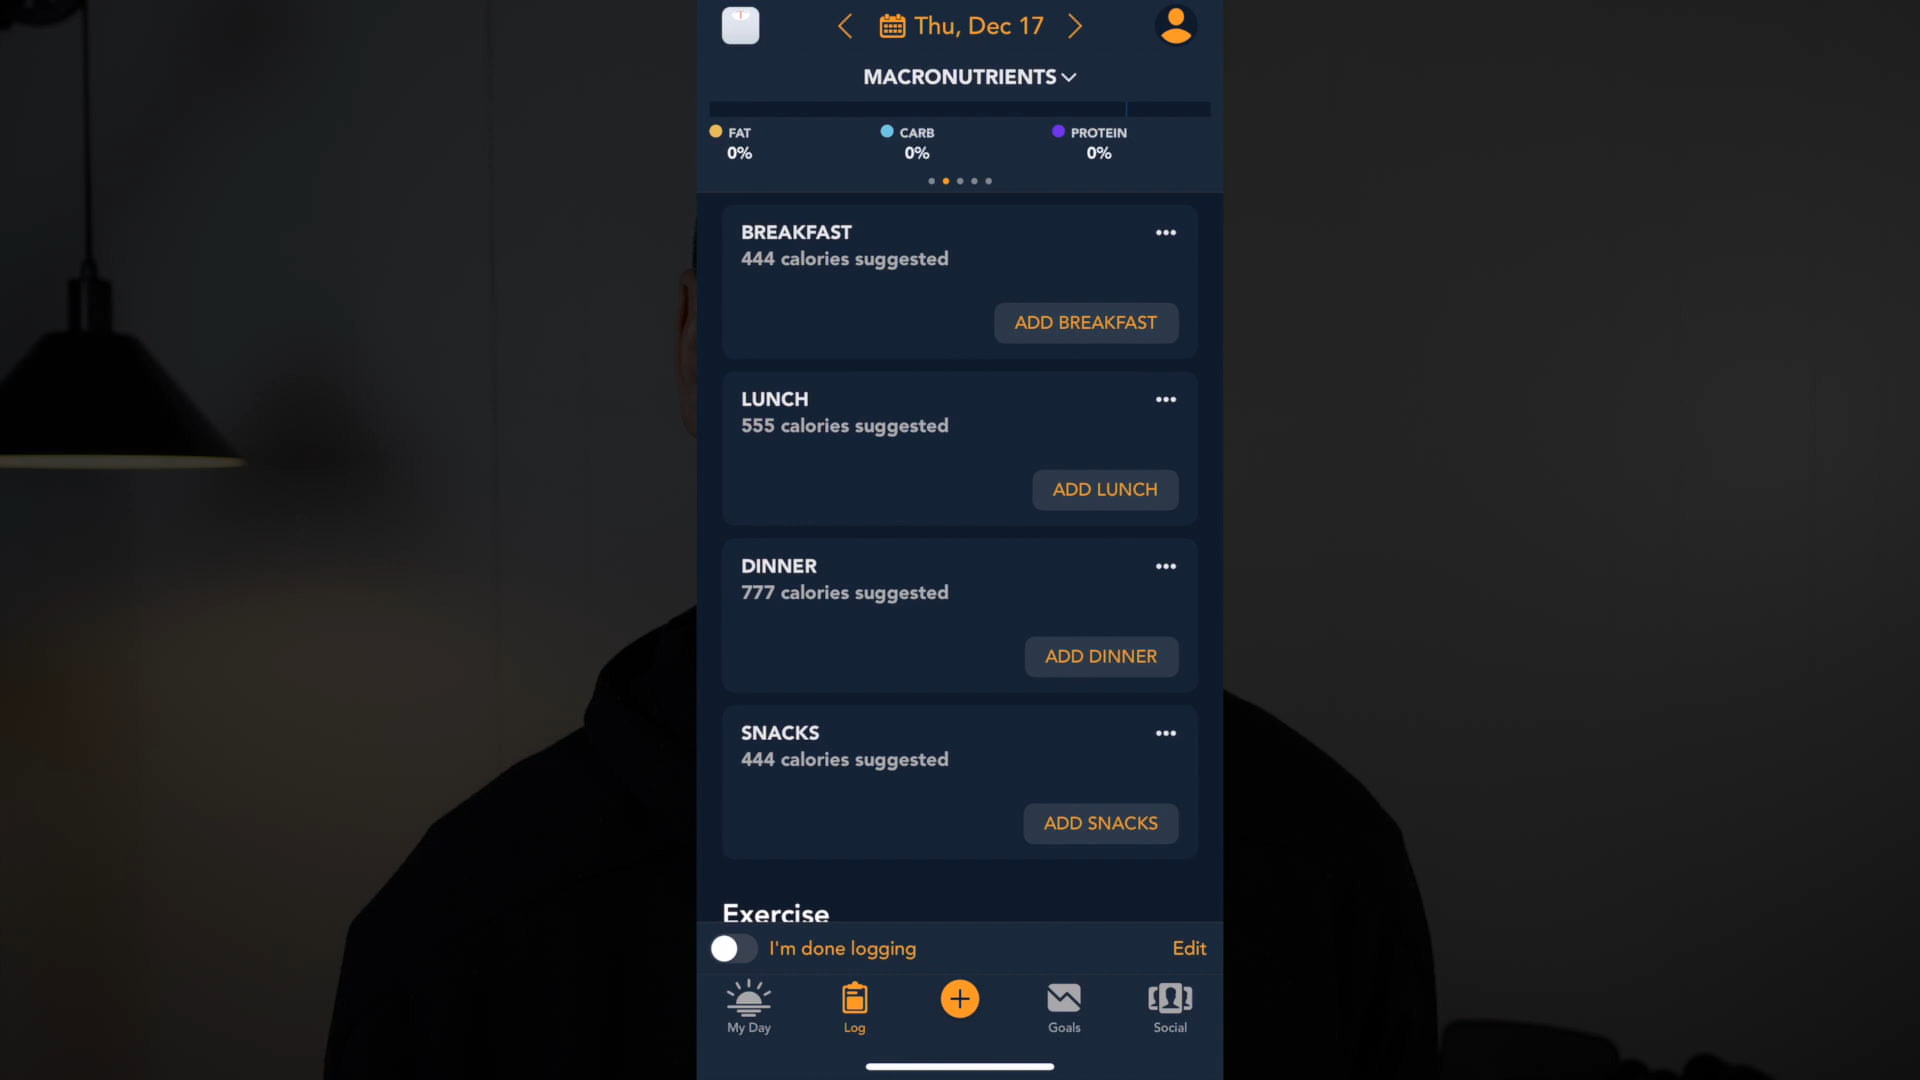 Thu, Dec 17
MACRONUTRIENTS
FAT
0%
CARB
0%
PROTEIN
0%
BREAKFAST
444 calories suggested
ADD BREAKFAST
LUNCH
555 calories suggested
ADD LUNCH
DINNER
777 calories suggested
ADD DINNER
SNACKS
444 calories suggested
ADD SNACKS
Exercise
I'm done logging
Edit
My Day
Log
Goals
Social